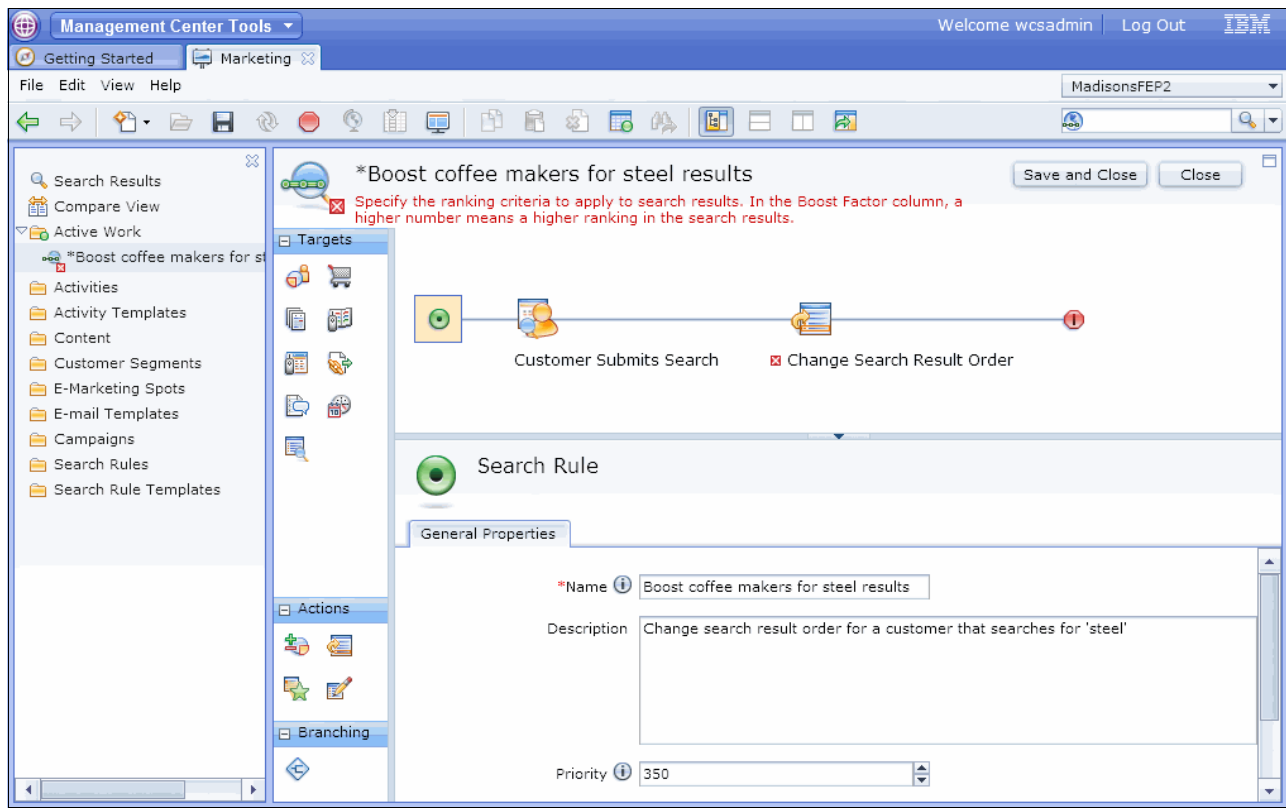 Management Center Tools
Welcome wcsadmin
Log Out
IBM
Getting Started
Marketing
File Edit View Help
MadisonsFEP2
Search Results
Compare View
Active Work
*Boost coffee makers for st
Activities
Activity Templates
Content
Customer Segments
E-Marketing Spots
E-mail Templates
Campaigns
Search Rules
Search Rule Templates
*Boost coffee makers for steel results
Save and Close
Close
Specify the ranking criteria to apply to search results. In the Boost Factor column, a
higher number means a higher ranking in the search results.
Targets
Customer Submits Search
Change Search Result Order
Search Rule
General Properties
*Name
Boost coffee makers for steel results
Description
Change search result order for a customer that searches for 'steel'
Priority
350
Actions
Branching